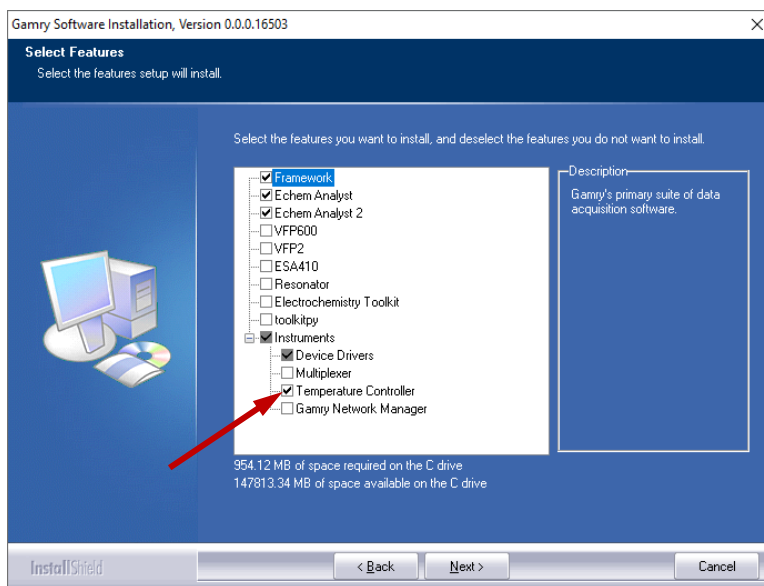 Gamry Software Installation, Version 0.0.0.16503
Select Features
Select the features setup will install.
Select the features you want to install, and deselect the features you do not want to install.
Framework
Echem Analyst
Echem Analyst 2
VFP600
VFP2
ESA410
Resonator
Electrochemistry Toolkit
toolkitpy
Instruments
Device Drivers
Multiplexer
Temperature Controller
Gamry Network Manager
Description
Gamry's primary suite of data
acquisition software.
954.12 MB of space required on the C drive
147813.34 MB of space available on the C drive
InstallShield
< Back
Next >
Cancel